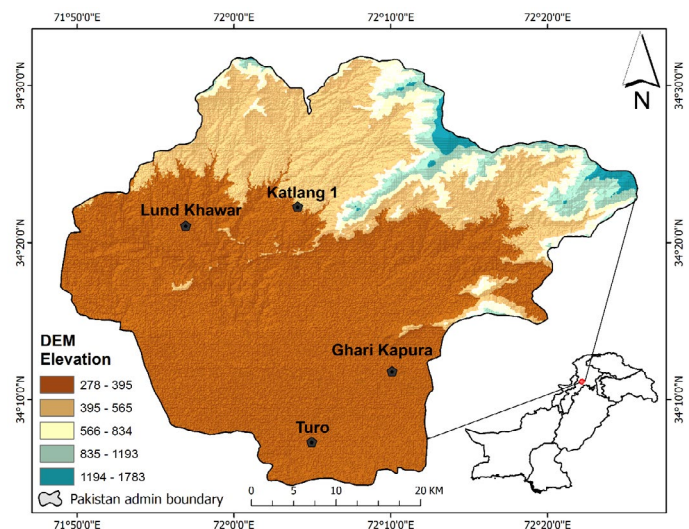 71°50'0"E 72°0'0"E 72°10'0"E 72°20'0"E
34°30'0"N 34°30'0"N
N
Katlang 1
Lund Khawar
34°20'0"N 34°20'0"N
Ghari Kapura
DEM
Elevation
278 - 395
395 - 565
566 - 834
835 - 1193
1194 - 1783
Pakistan admin boundary
34°10'0"N 34°10'0"N
Turo
0 5 10 20 KM
71°50'0"E 72°0'0"E 72°10'0"E 72°20'0"E